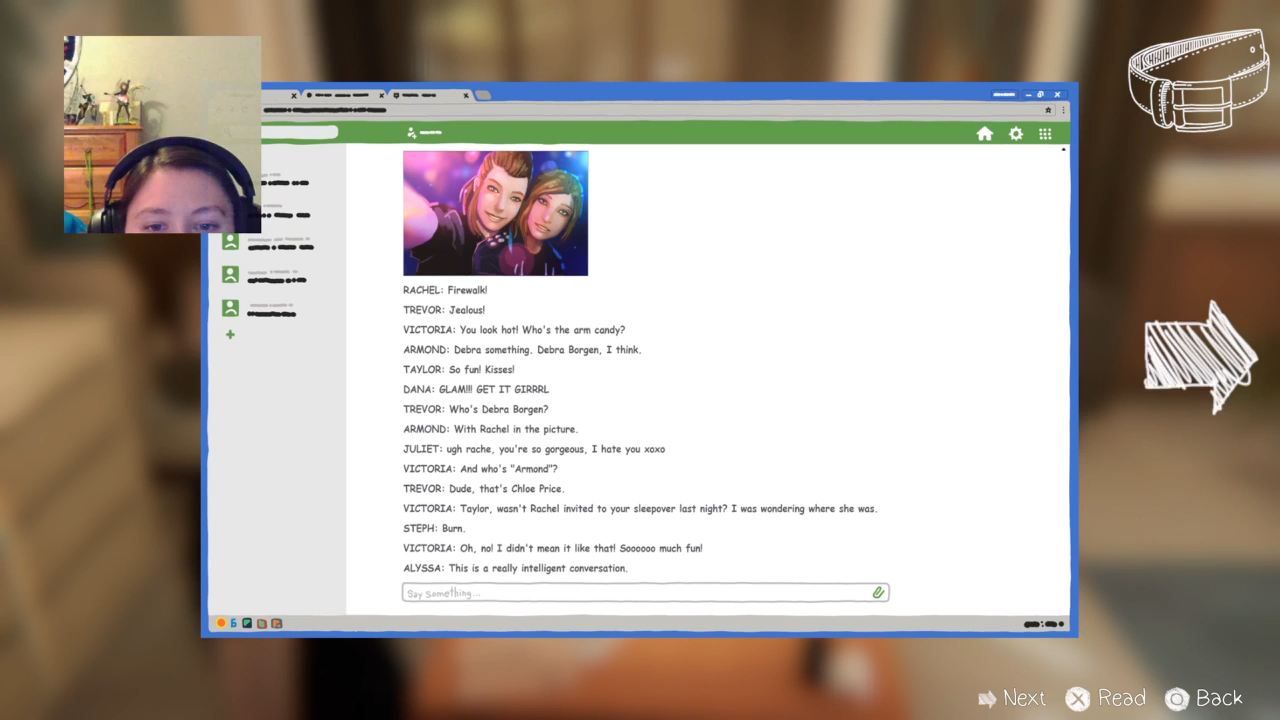 RACHEL: Firewalk!
TREVOR: Jealous!
VICTORIA: You look hot! Who's the arm candy?
ARMOND: Debra something. Debra Borgen, I think.
TAYLOR: So fun! Kisses!
DANA: GLAM!!! GET IT GIRRRL
TREVOR: Who's Debra Borgen?
ARMOND: With Rachel in the picture.
JULIET: ugh rache, you're so gorgeous, I hate you xoxo
VICTORIA: And who's "Armond"?
TREVOR: Dude, that's Chloe Price.
VICTORIA: Taylor, wasn't Rachel invited to your sleepover last night? I was wondering where she was.
STEPH: Burn.
VICTORIA: Oh, no! I didn't mean it like that! Soooooo much fun!
ALYSSA: This is a really intelligent conversation.
Say Something...
Next Read Back